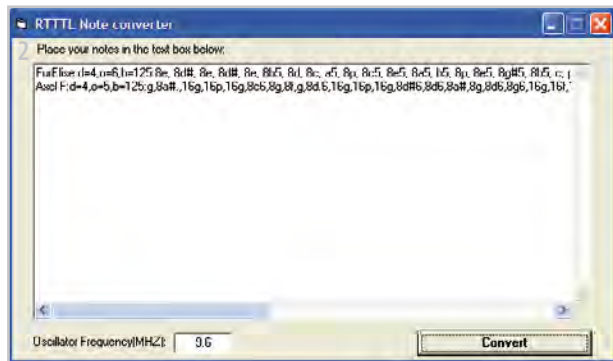 RTTTL Note converter
2 Place your notes in the text box below:
FurElise:d=4,o=6,b=125:8e, 8d#, 8e, 8d#, 8e, 8b5, 8d, 8c, a5, 8p, 8c5, 8e5, 8a5, b5, 8p, 8e5, 8g#5, 8b5, c,
Axel F:d=4,o=5,b=125:g,8a#.,16g,16p,16g,8c6,8g,8f,g,8d.6,16g,16p,16g,8d#6,8d6,8a#,8g,8d6,8g6,16g,16f,
Oscillator Frequency(MHZ): 9.6
Convert